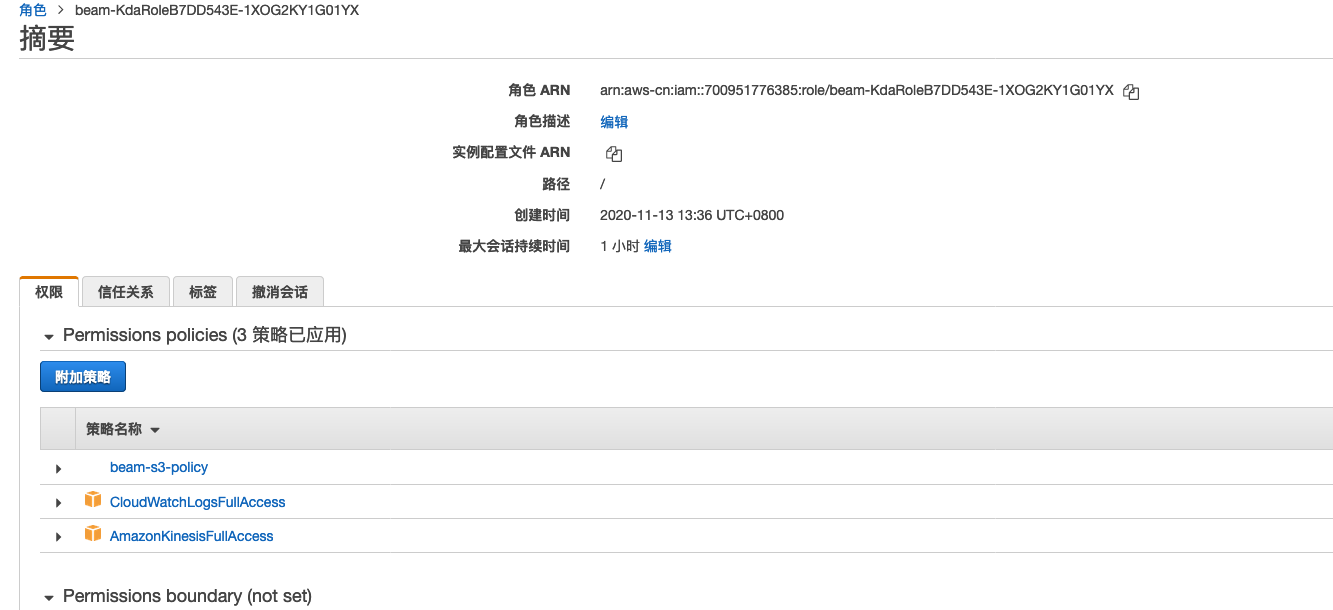 角色 > beam-KdaRoleB7DD543E-1XOG2KY1G01YX
摘要
角色 ARN arn:aws-cn:iam::700951776385:role/beam-KdaRoleB7DD543E-1XOG2KY1G01YX
角色描述 编辑
实例配置文件 ARN
路径 /
创建时间 2020-11-13 13:36 UTC+0800
最大会话持续时间 1 小时 编辑
权限 信任关系 标签 撤消会话
Permissions policies (3 策略已应用)
附加策略
策略名称
beam-s3-policy
CloudWatchLogsFullAccess
AmazonKinesisFullAccess
Permissions boundary (not set)